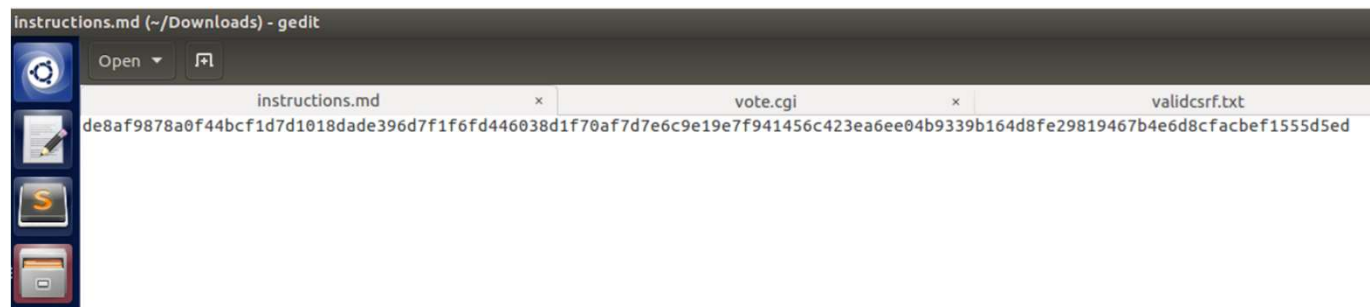 instructions.md (~/Downloads) - gedit
Open
instructions.md × vote.cgi × validcsrf.txt
de8af9878a0f44bcf1d7d1018dade396d7f1f6fd446038d1f70af7d7e6c9e19e7f941456c423ea6ee04b9339b164d8fe29819467b4e6d8cfacbef1555d5ed
S